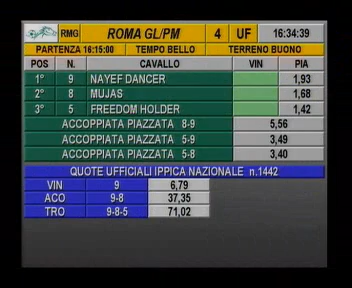 RMG ROMA GL/PM 4 UF 16:34:39
PARTENZA 16:15:00 TEMPO BELLO TERRENO BUONO
POS N. CAVALLO VIN PIA
1° 9 NAYEF DANCER 1,93
2° 8 MUJAS 1,68
3° 5 FREEDOM HOLDER 1,42
ACCOPPIATA PIAZZATA 8-9 5,56
ACCOPPIATA PIAZZATA 5-9 3,49
ACCOPPIATA PIAZZATA 5-8 3,40
QUOTE UFFICIALI IPPICA NAZIONALE n.1442
VIN 9 6,79
ACO 9-8 37,35
TRO 9-8-5 71,02